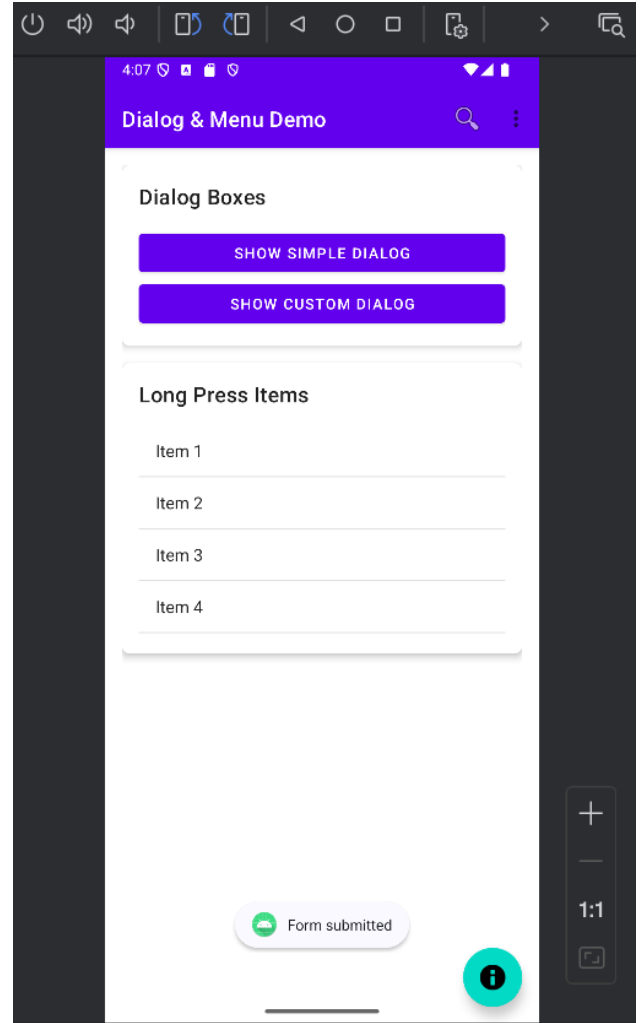 4:07
Dialog & Menu Demo
Dialog Boxes
SHOW SIMPLE DIALOG
SHOW CUSTOM DIALOG
Long Press Items
Item 1
Item 2
Item 3
Item 4
Form submitted
1:1